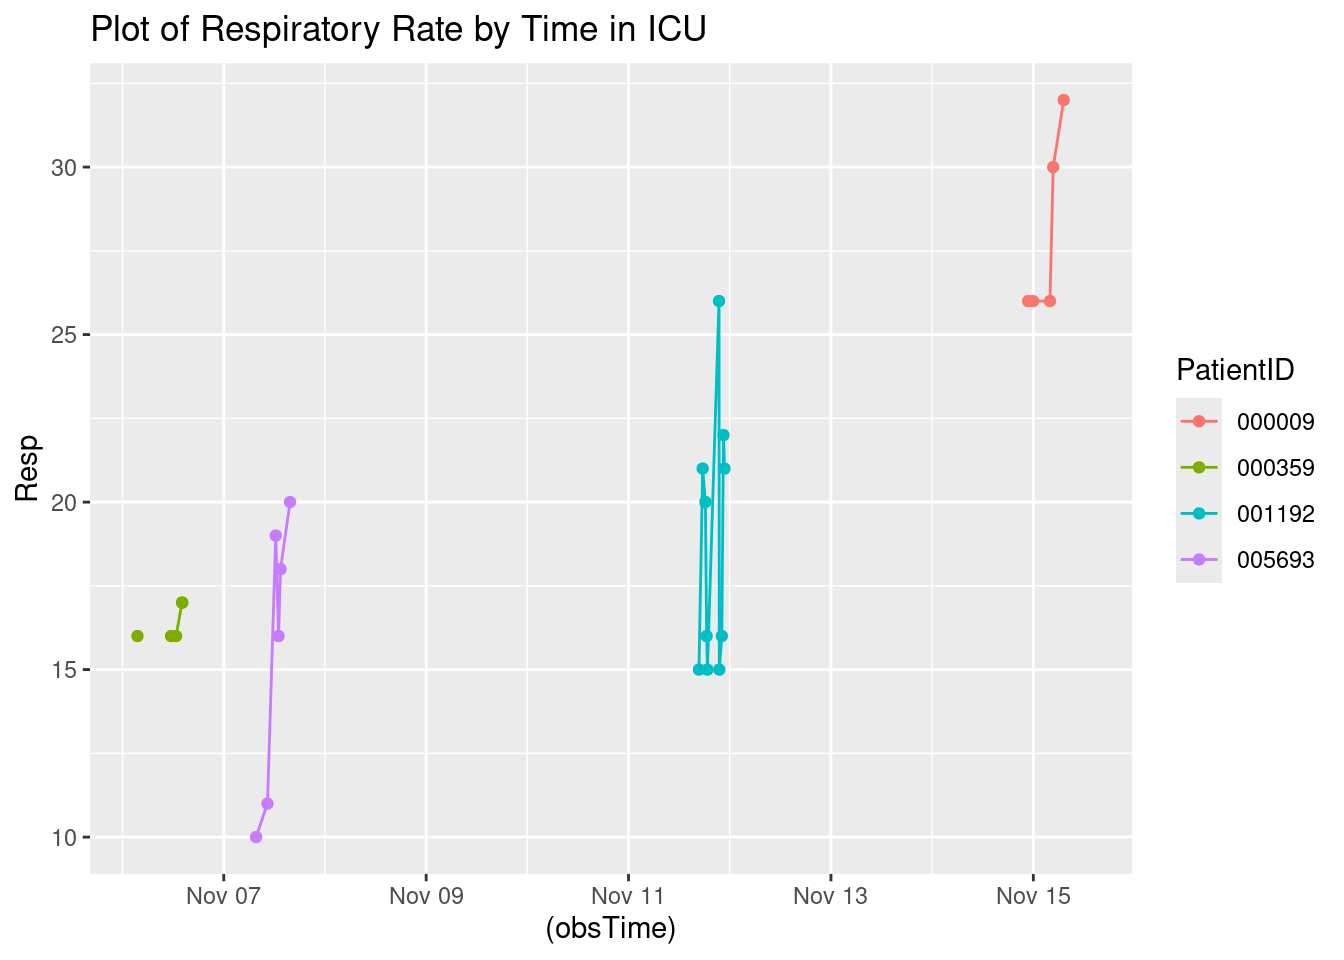 Plot of Respiratory Rate by Time in ICU
30
25
20
15
10
Resp
Nov 07
Nov 09
Nov 11
Nov 13
Nov 15
(obsTime)
PatientID
000009
000359
001192
005693